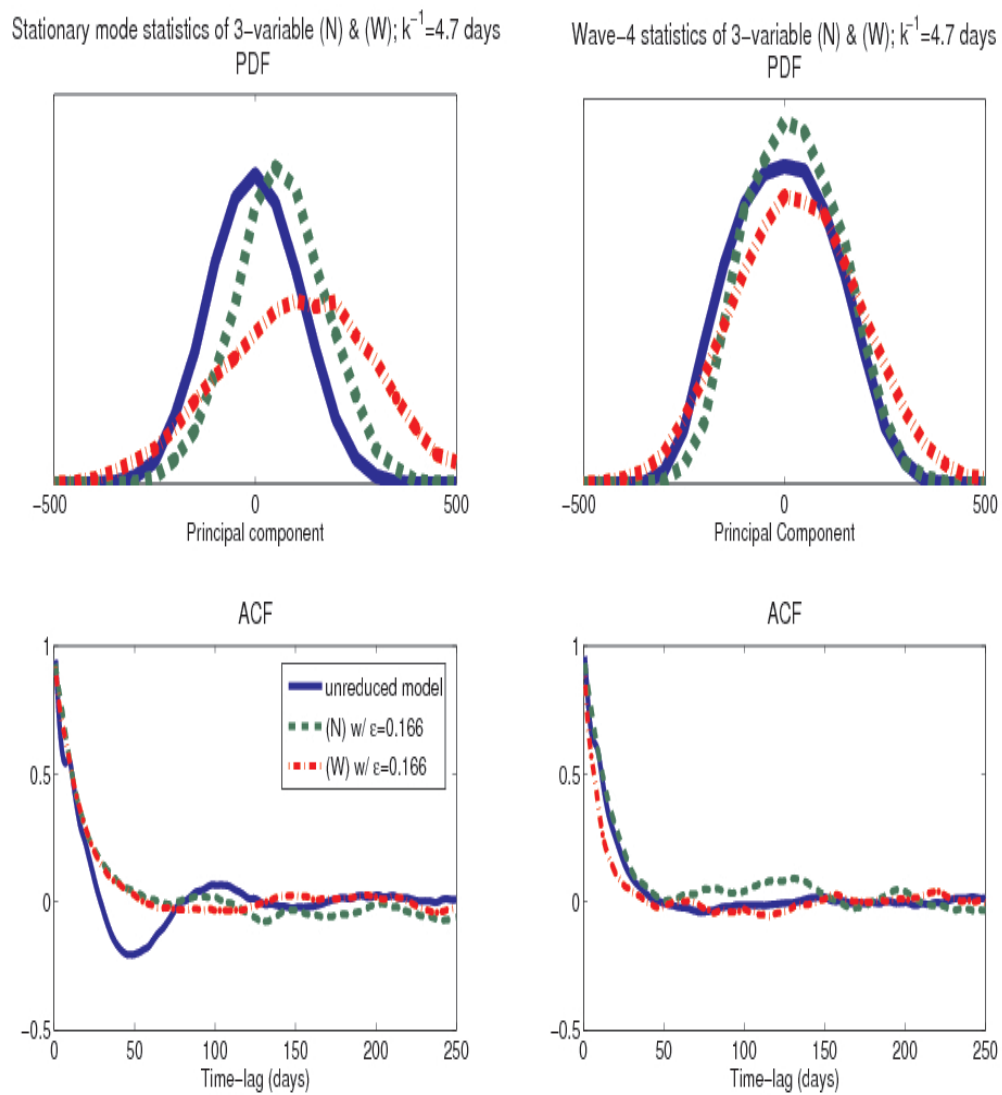 Stationary mode statistics of 3−variable (N) & (W); k⁻¹=4.7 days
PDF
−500 0 500
Principal component
Wave−4 statistics of 3−variable (N) & (W); k⁻¹=4.7 days
PDF
−500 0 500
Principal Component
ACF
1
0.5
0
−0.5
0 50 100 150 200 250
Time−lag (days)
unreduced model
(N) w/ ε=0.166
(W) w/ ε=0.166
ACF
1
0.5
0
−0.5
0 50 100 150 200 250
Time−lag (days)